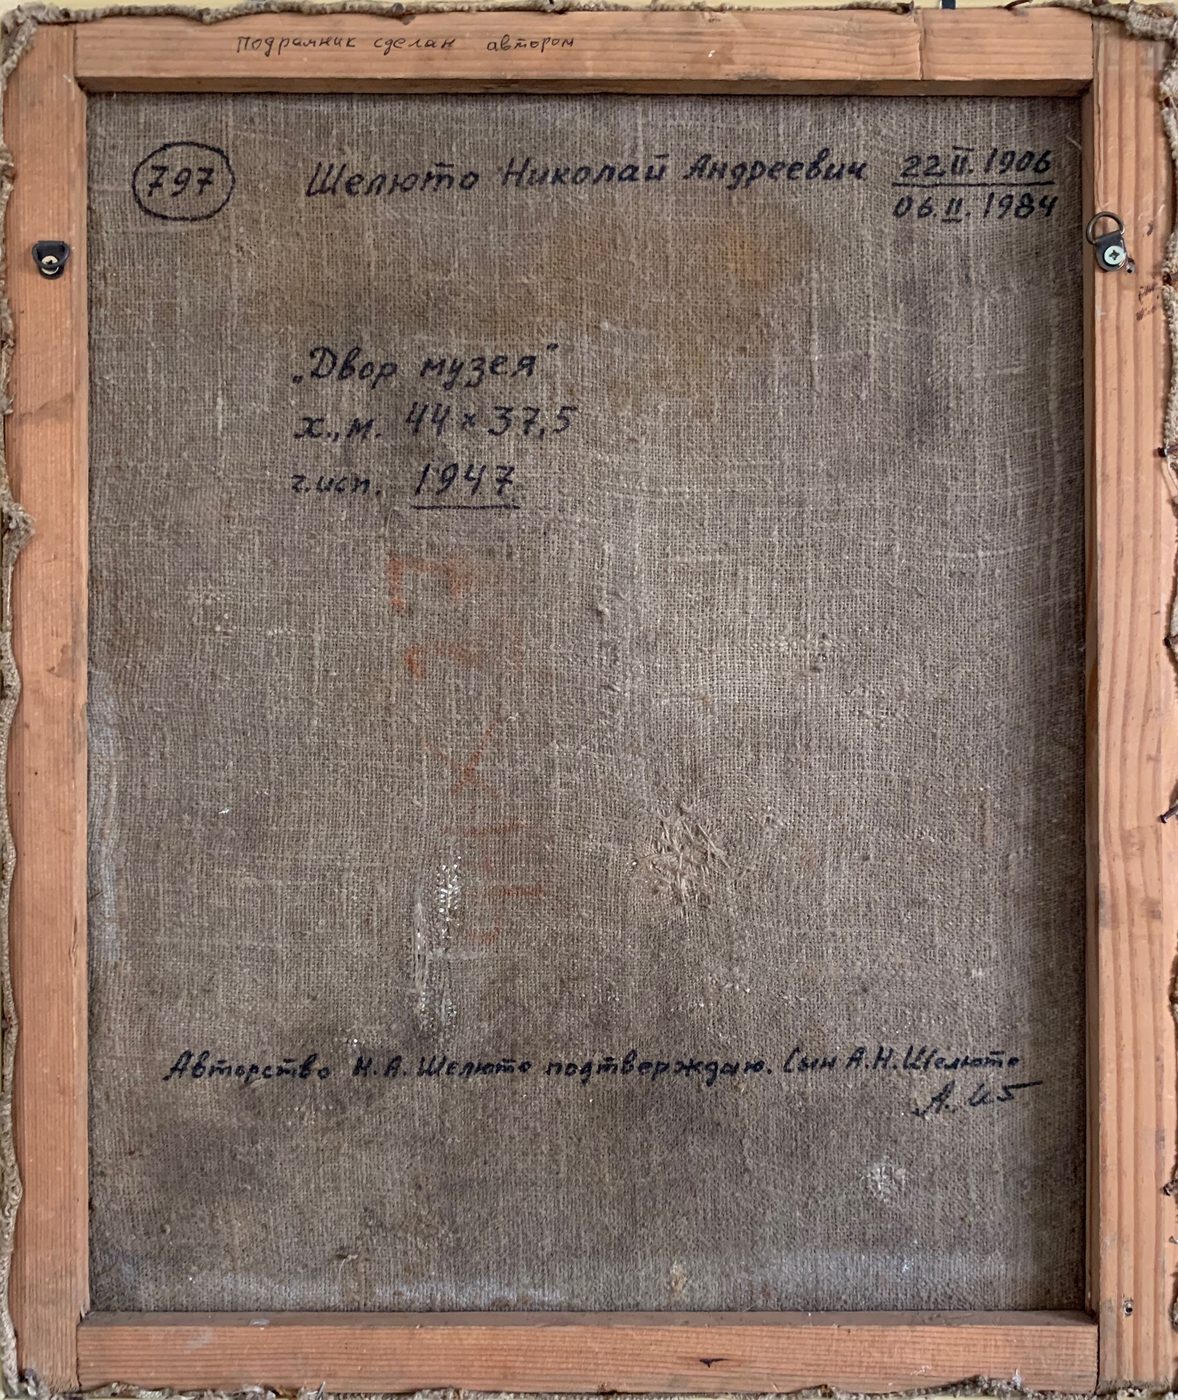 Подрамник сделан автором
797
Шелюто Николай Андреевич 22.II.1906
06.II.1984
„Двор музея"
х.,м. 44×37,5
г.исп. 1947
Авторство Н.А. Шелюто подтверждаю. Сын А.Н.Шелюто